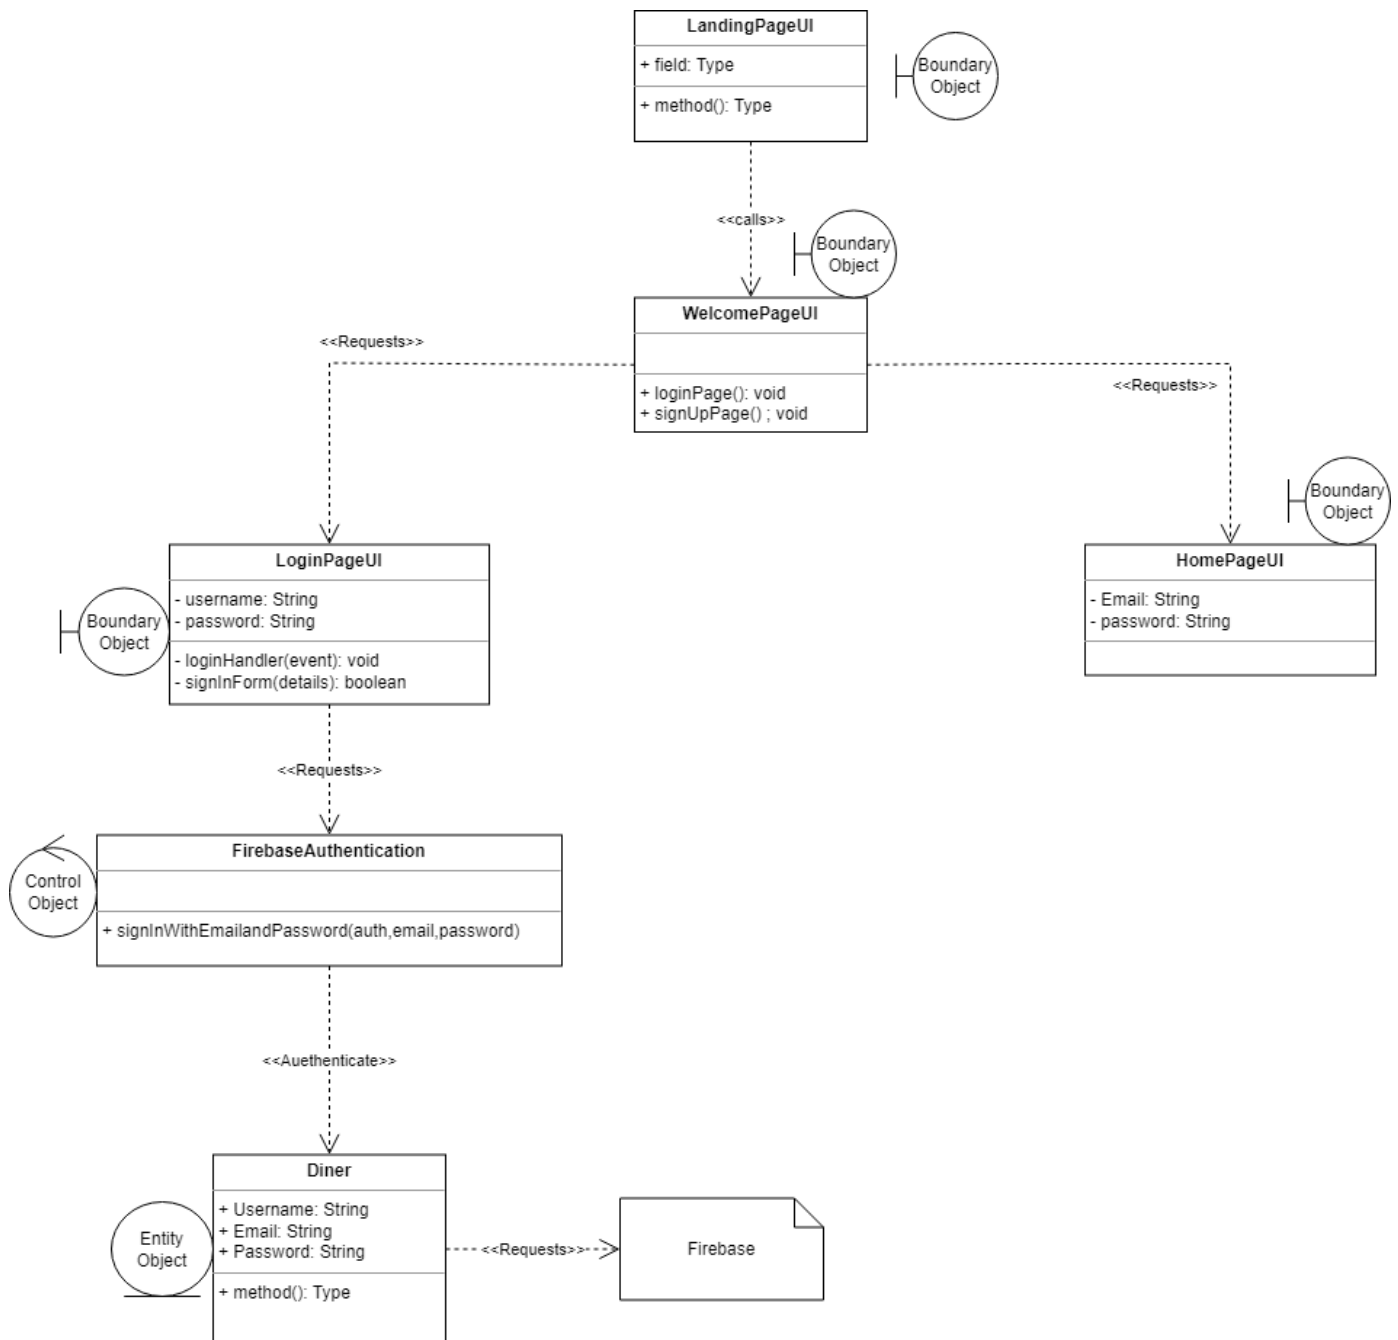 LandingPageUI
+ field: Type
+ method(): Type
Boundary
Object
<<calls>>
Boundary
Object
WelcomePageUI
+ loginPage(): void
+ signUpPage() ; void
<<Requests>>
<<Requests>>
Boundary
Object
LoginPageUI
- username: String
- password: String
- loginHandler(event): void
- signInForm(details): boolean
Boundary
Object
HomePageUI
- Email: String
- password: String
<<Requests>>
Control
Object
FirebaseAuthentication
+ signInWithEmailandPassword(auth,email,password)
<<Auethenticate>>
Diner
+ Username: String
+ Email: String
+ Password: String
+ method(): Type
Entity
Object
<<Requests>>
Firebase